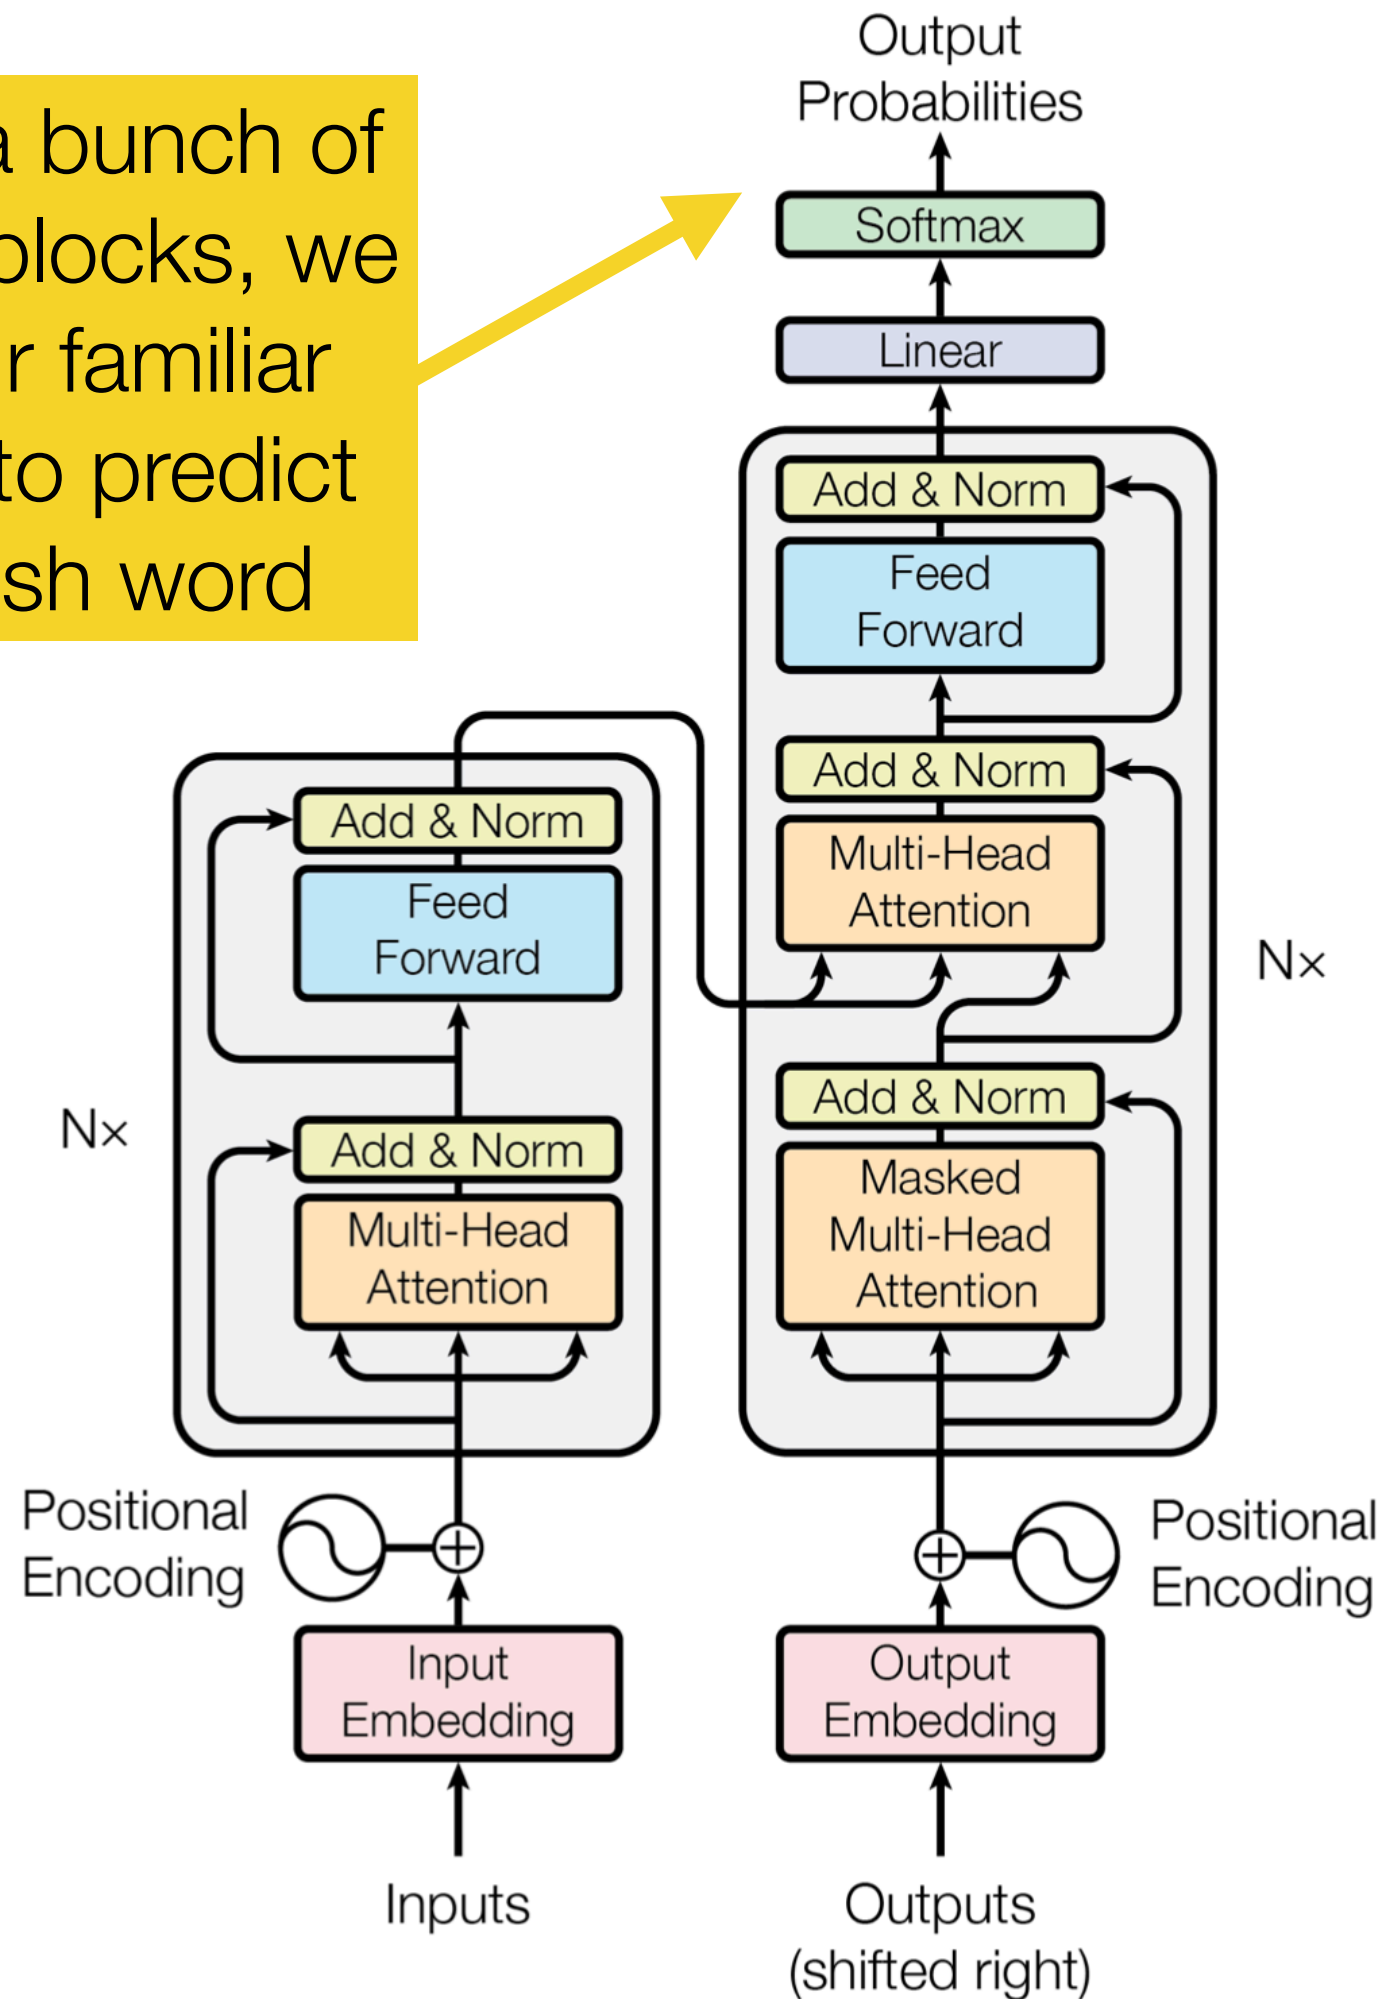 a bunch of
blocks, we
r familiar
to predict
sh word
Output
Probabilities
Softmax
Linear
Add & Norm
Feed
Forward
Add & Norm
Multi-Head
Attention
N×
Add & Norm
Masked
Multi-Head
Attention
Add & Norm
Feed
Forward
N×
Add & Norm
Multi-Head
Attention
Positional
Encoding
Positional
Encoding
Input
Embedding
Output
Embedding
Inputs
Outputs
(shifted right)